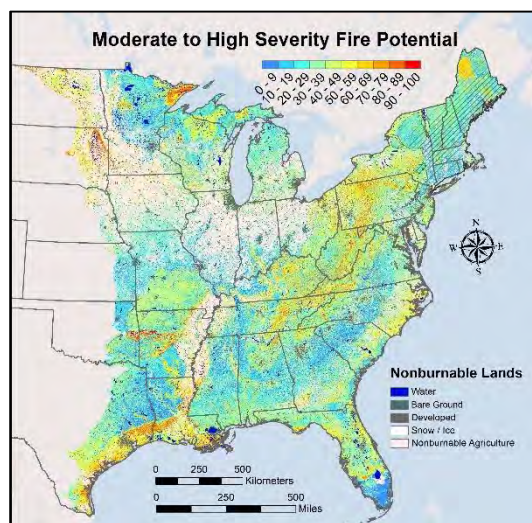 Moderate to High Severity Fire Potential
0 - 9
10 - 19
20 - 29
30 - 39
40 - 49
50 - 59
60 - 69
70 - 79
80 - 89
90 - 100
N
W E
S
Nonburnable Lands
Water
Bare Ground
Developed
Snow / Ice
Nonburnable Agriculture
0 250 500
Kilometers
0 250 500
Miles